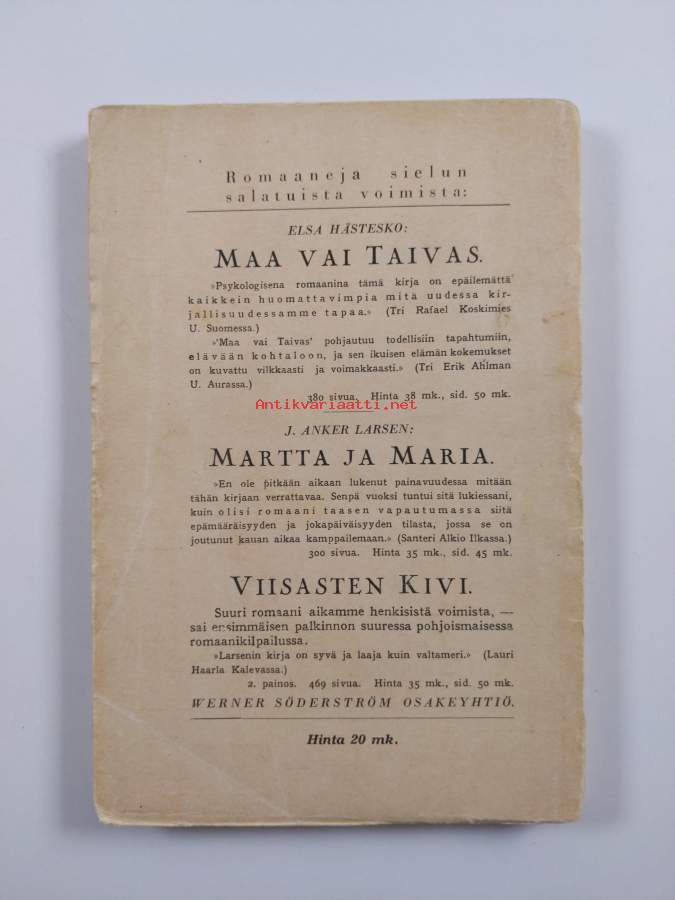 Romaaneja sielun
salatuista voimista:
ELSA HÄSTESKO:
MAA VAI TAIVAS.
»Psykologisena romaanina tämä kirja on epäilemättä
kaikkein huomattavimpia mitä uudessa kir-
jallisuudessamme tapaa.» (Tri Rafael Koskimies
U. Suomessa.)
»'Maa vai Taivas' pohjautuu todellisiin tapahtumiin,
elävään kohtaloon, ja sen ikuisen elämän kokemukset
on kuvattu vilkkaasti ja voimakkaasti.» (Tri Erik Ahlman
U. Aurassa.)
380 sivua. Hinta 38 mk., sid. 50 mk.
Antikvariaatti.net
J. ANKER LARSEN:
MARTTA JA MARIA.
»En ole pitkään aikaan lukenut painavuudessa mitään
tähän kirjaan verrattavaa. Senpä vuoksi tuntui sitä lukiessani,
kuin olisi romaani taasen vapautumassa siitä
epämääräisyyden ja jokapäiväisyyden tilasta, jossa se on
joutunut kauan aikaa kamppailemaan.» (Santeri Alkio Ilkassa.)
300 sivua. Hinta 35 mk., sid. 45 mk.
VIISASTEN KIVI.
Suuri romaani aikamme henkisistä voimista, —
sai ensimmäisen palkinnon suuressa pohjoismaisessa
romaanikilpailussa.
»Larsenin kirja on syvä ja laaja kuin valtameri.» (Lauri
Haarla Kalevassa.)
2. painos. 469 sivua. Hinta 35 mk., sid. 50 mk.
WERNER SÖDERSTRÖM OSAKEYHTIÖ.
Hinta 20 mk.